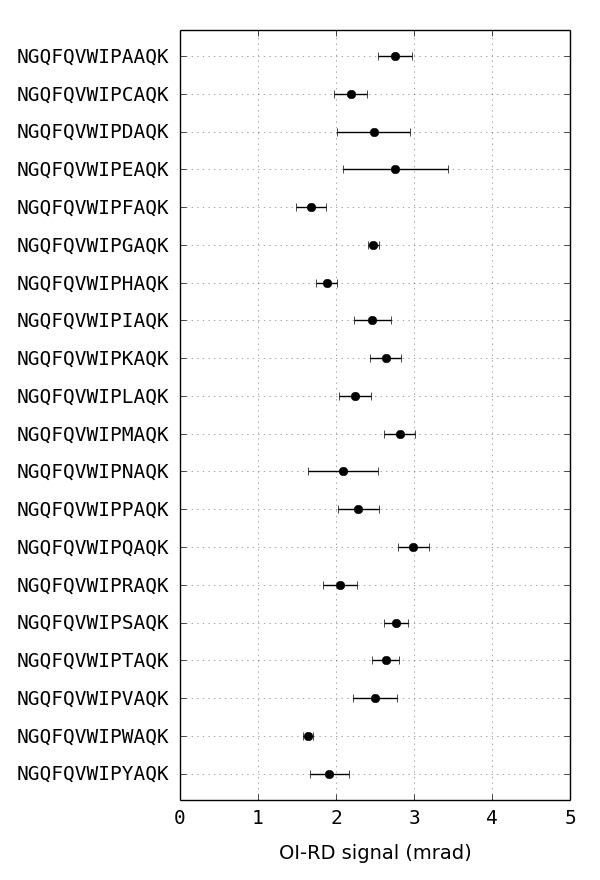 NGQFQVWIPAAQK
NGQFQVWIPCAQK
NGQFQVWIPDAQK
NGQFQVWIPEAQK
NGQFQVWIPFAQK
NGQFQVWIPGAQK
NGQFQVWIPHAQK
NGQFQVWIPIAQK
NGQFQVWIPKAQK
NGQFQVWIPLAQK
NGQFQVWIPMAQK
NGQFQVWIPNAQK
NGQFQVWIPPAQK
NGQFQVWIPQAQK
NGQFQVWIPRAQK
NGQFQVWIPSAQK
NGQFQVWIPTAQK
NGQFQVWIPVAQK
NGQFQVWIPWAQK
NGQFQVWIPYAQK
0 1 2 3 4 5
OI-RD signal (mrad)